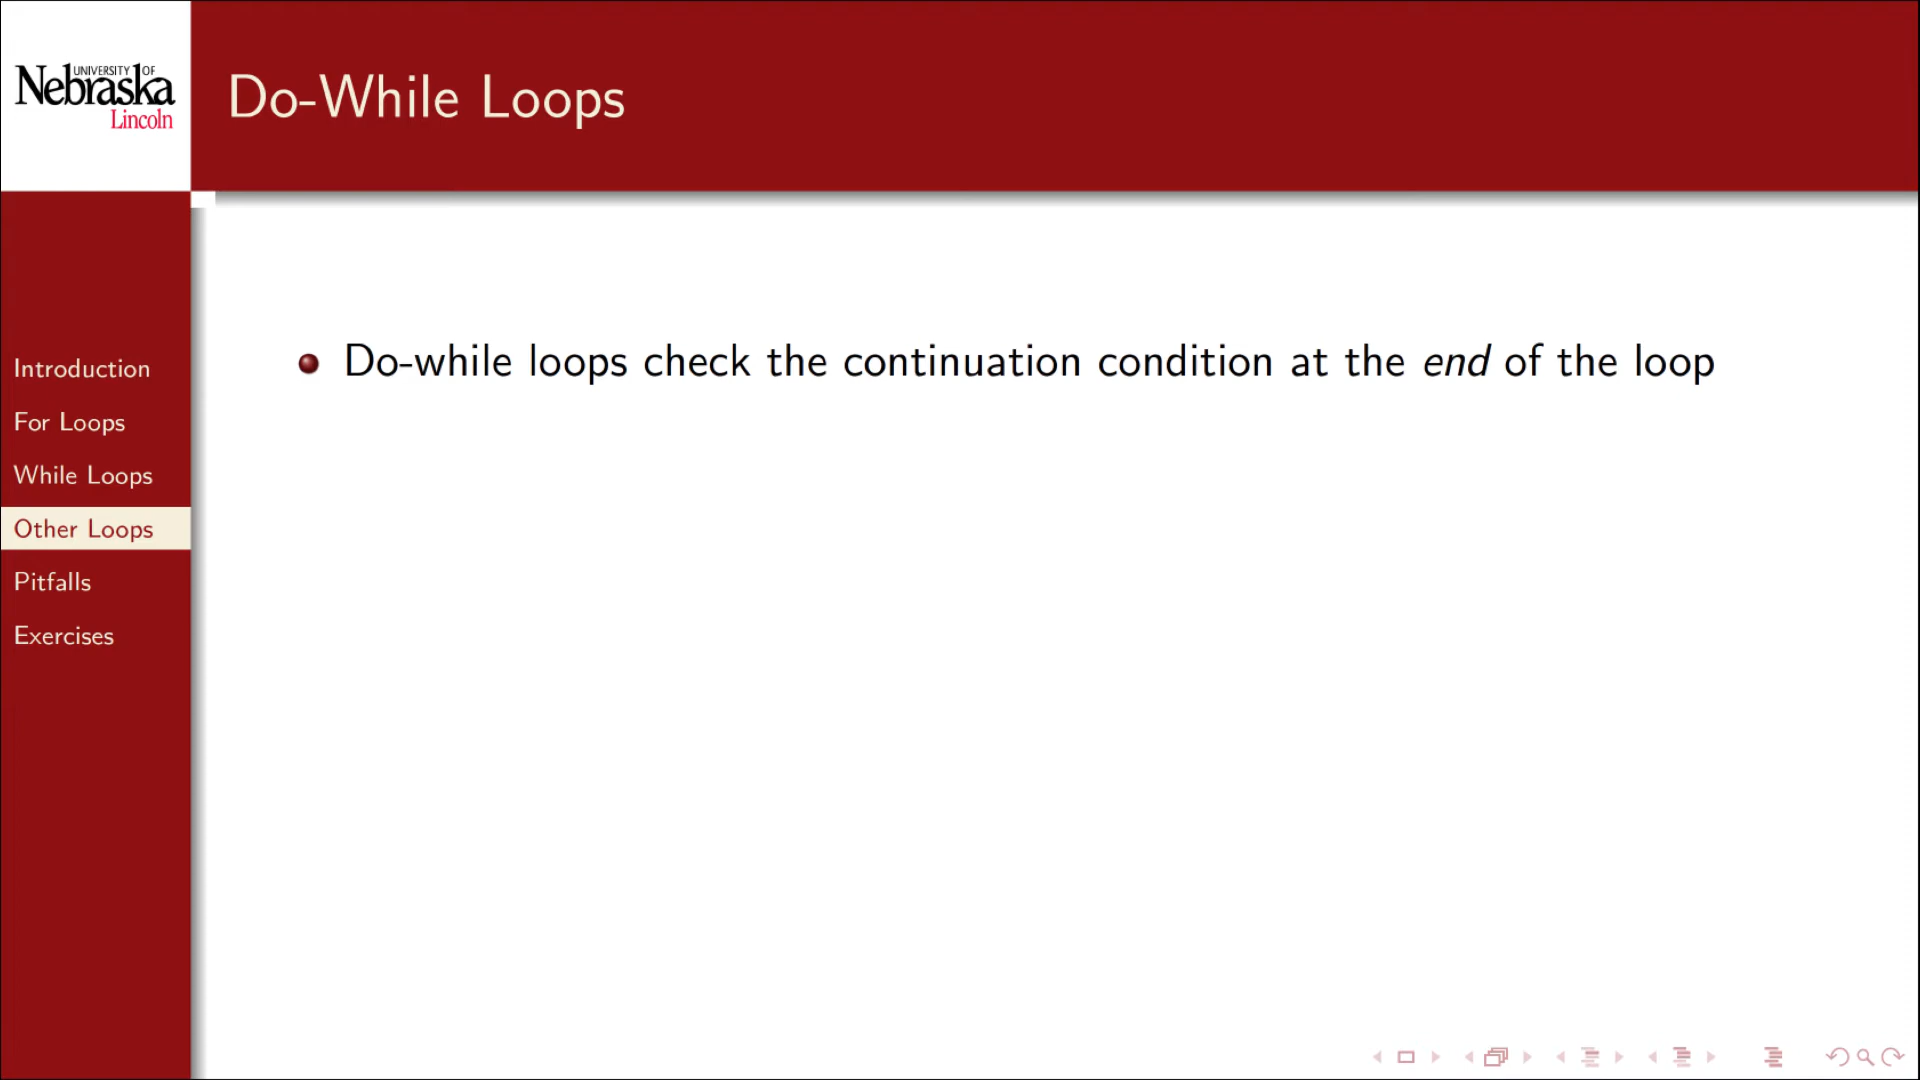 UNIVERSITY OF
Nebraska
Lincoln
Do-While Loops
Introduction
For Loops
While Loops
Other Loops
Pitfalls
Exercises
Do-while loops check the continuation condition at the end of the loop